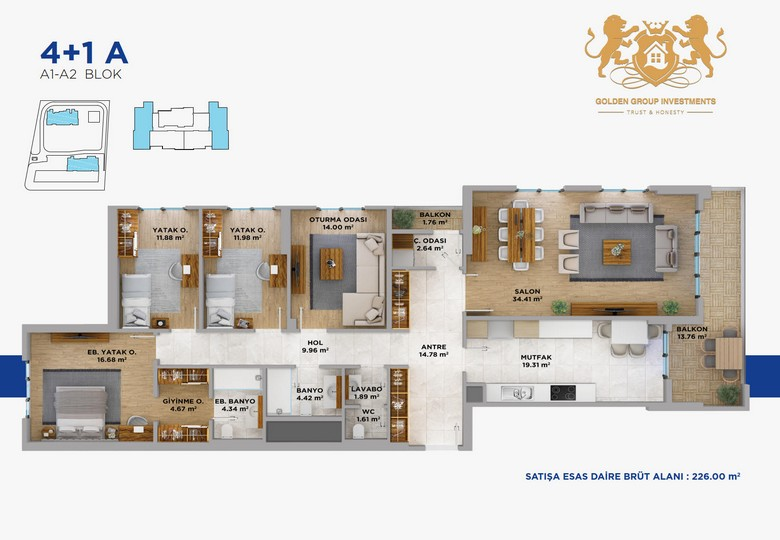 4+1 A
A1-A2 BLOK
GOLDEN GROUP INVESTMENTS
TRUST & HONESTY
YATAK O.
11.88 m²
YATAK O.
11.98 m²
OTURMA ODASI
14.00 m²
BALKON
1.76 m²
Ç. ODASI
2.64 m²
SALON
34.41 m²
BALKON
13.76 m²
HOL
9.96 m²
ANTRE
14.78 m²
MUTFAK
19.31 m²
EB. YATAK O.
16.68 m²
GİYİNME O.
4.67 m²
EB. BANYO
4.34 m²
BANYO
4.42 m²
LAVABO
1.89 m²
WC
1.61 m²
SATIŞA ESAS DAİRE BRÜT ALANI : 226.00 m²